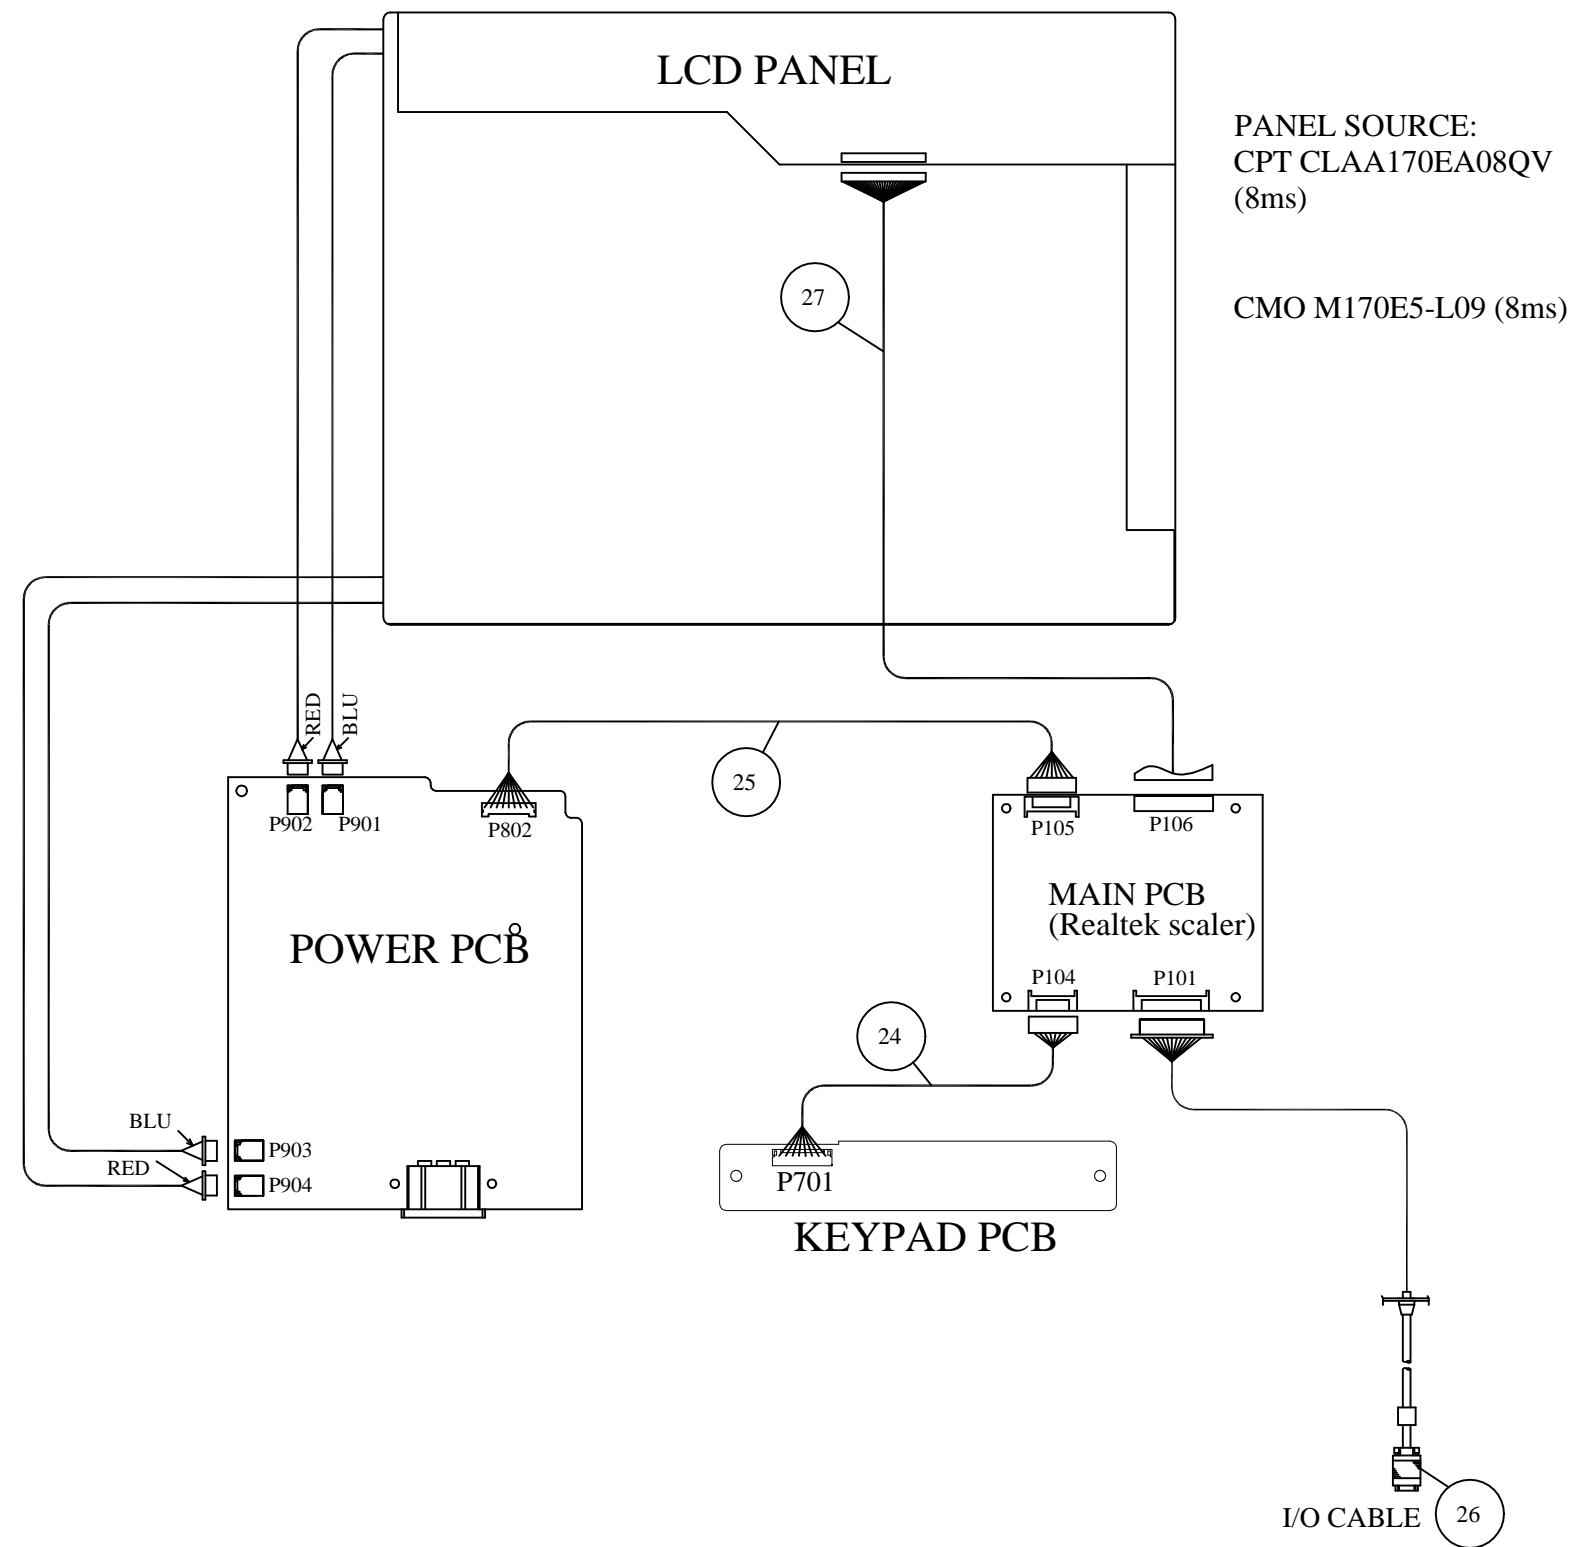 LCD PANEL
PANEL SOURCE:
CPT CLAA170EA08QV
(8ms)
27
CMO M170E5-L09 (8ms)
RED
BLU
25
P902
P901
P802
P105
P106
MAIN PCB
(Realtek scaler)
POWER PCB
P104
P101
24
BLU
P903
RED
P904
P701
KEYPAD PCB
I/O CABLE
26